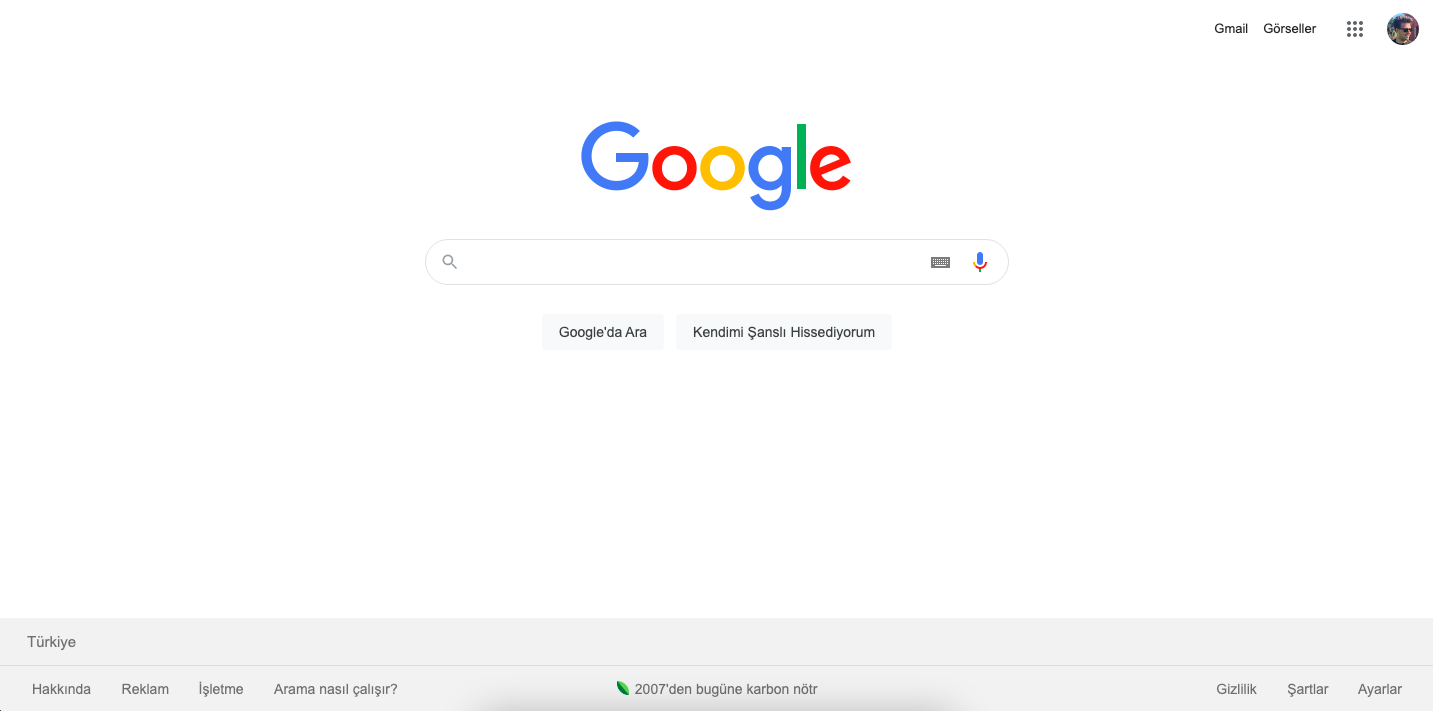 Gmail Görseller
Google
Google'da Ara Kendimi Şanslı Hissediyorum
Türkiye
Hakkında Reklam İşletme Arama nasıl çalışır? 2007'den bugüne karbon nötr Gizlilik Şartlar Ayarlar